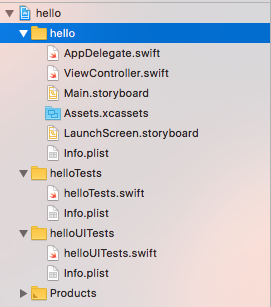 hello
hello
AppDelegate.swift
ViewController.swift
Main.storyboard
Assets.xcassets
LaunchScreen.storyboard
Info.plist
helloTests
helloTests.swift
Info.plist
helloUITests
helloUITests.swift
Info.plist
Products